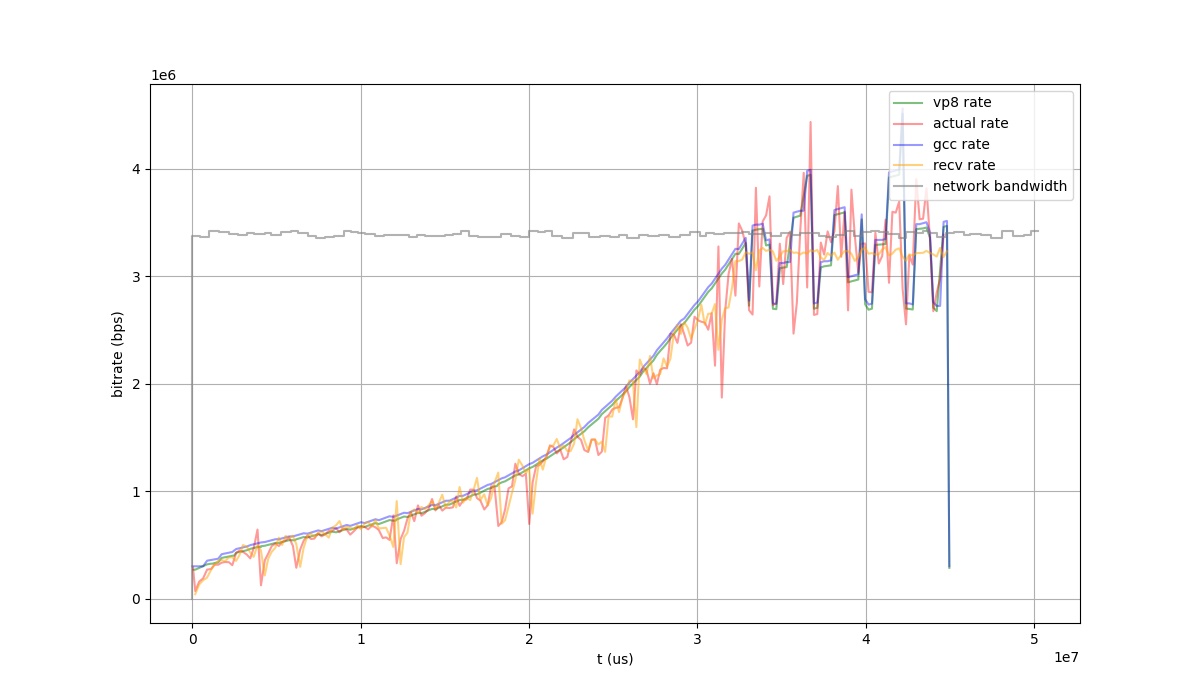 1e6
bitrate (bps)
4
3
2
1
0
vp8 rate
actual rate
gcc rate
recv rate
network bandwidth
0 1 2 3 4 5
t (us)
1e7